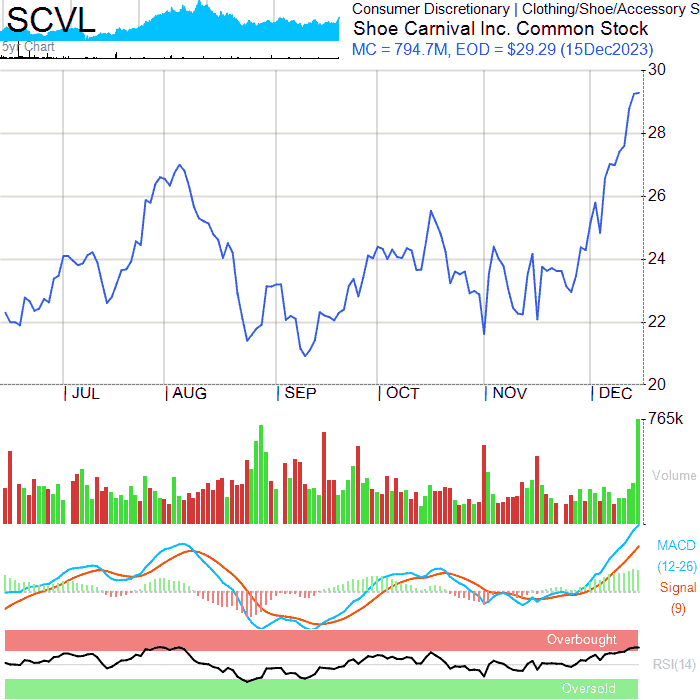 SCVL
5yr Chart
Consumer Discretionary | Clothing/Shoe/Accessory S
Shoe Carnival Inc. Common Stock
MC = 794.7M, EOD = $29.29 (15Dec2023)
30
28
26
24
22
20
| JUL | AUG | SEP | OCT | NOV | DEC
765k
Volume
MACD
(12-26)
Signal
(9)
Overbought
RSI(14)
Oversold